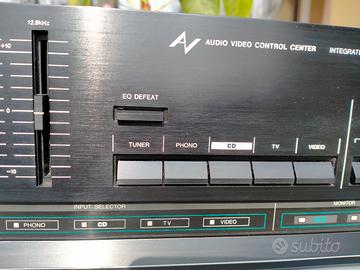 12.8kHz
AV AUDIO VIDEO CONTROL CENTER INTEGRATE
+10
EQ DEFEAT
0
TUNER PHONO CD TV VIDEO
-10
INPUT SELECTOR MONITOR
PHONO CD TV VIDEO
subito